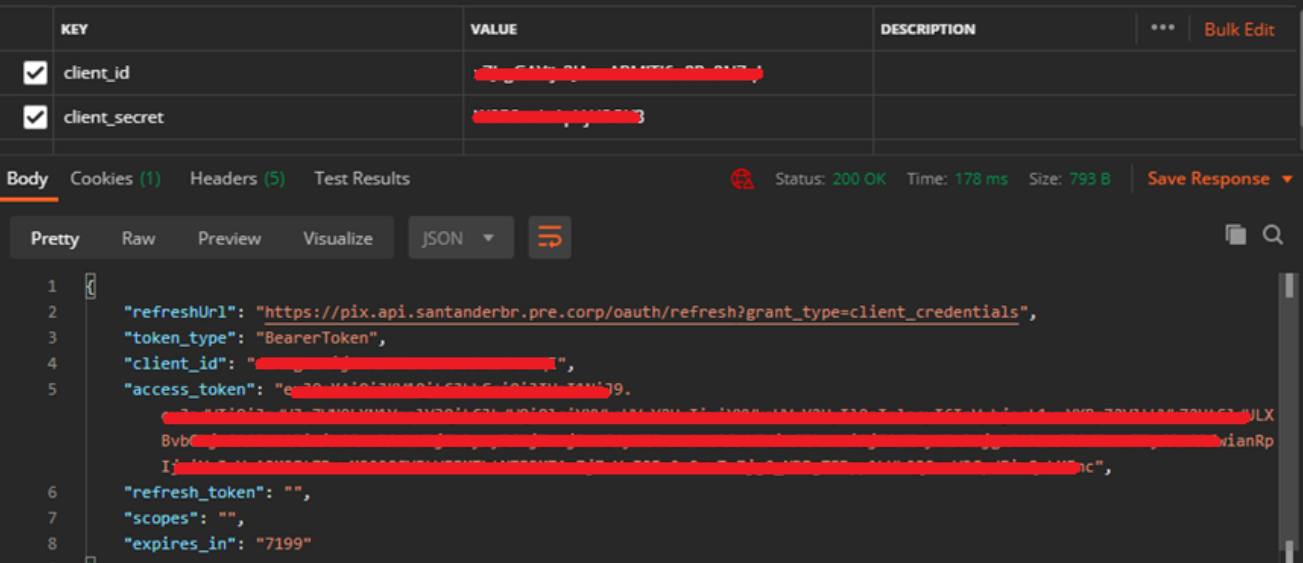 KEY VALUE DESCRIPTION ••• Bulk Edit
client_id
client_secret
Body Cookies (1) Headers (5) Test Results Status: 200 OK Time: 178 ms Size: 793 B Save Response
Pretty Raw Preview Visualize JSON
1 {
2 "refreshUrl": "https://pix.api.santanderbr.pre.corp/oauth/refresh?grant_type=client_credentials",
3 "token_type": "BearerToken",
4 "client_id": "
5 "access_token": "
6 "refresh_token": "",
7 "scopes": "",
8 "expires_in": "7199"